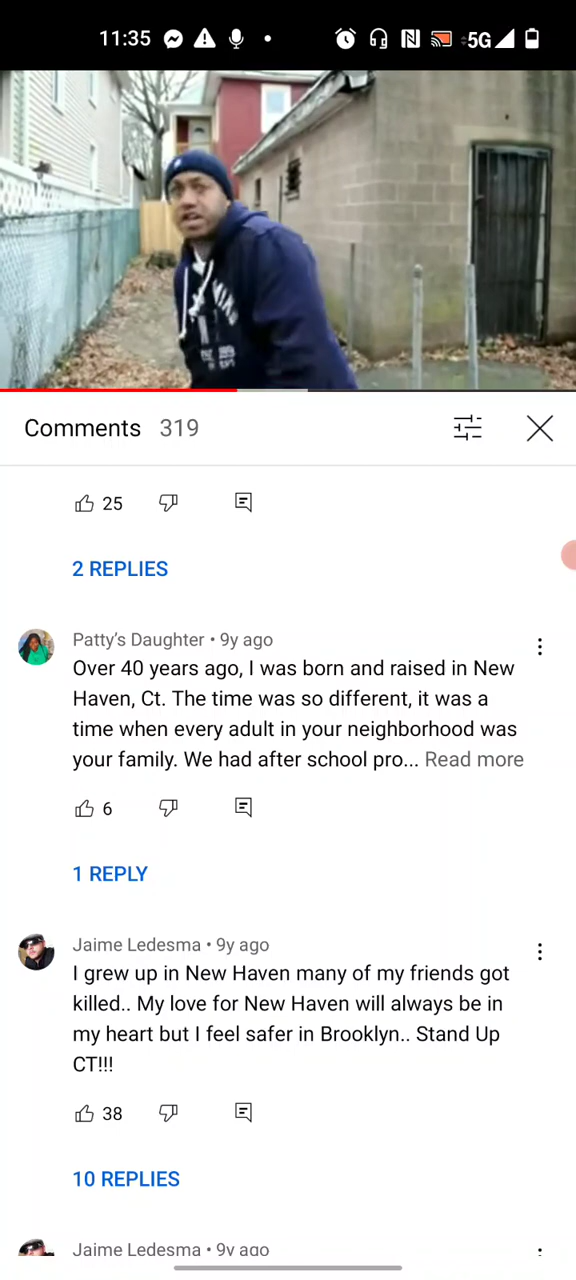 11:35
5G
Comments 319
25
2 REPLIES
Patty's Daughter • 9y ago
Over 40 years ago, I was born and raised in New
Haven, Ct. The time was so different, it was a
time when every adult in your neighborhood was
your family. We had after school pro... Read more
6
1 REPLY
Jaime Ledesma • 9y ago
I grew up in New Haven many of my friends got
killed.. My love for New Haven will always be in
my heart but I feel safer in Brooklyn.. Stand Up
CT!!!
38
10 REPLIES
Jaime Ledesma • 9y ago